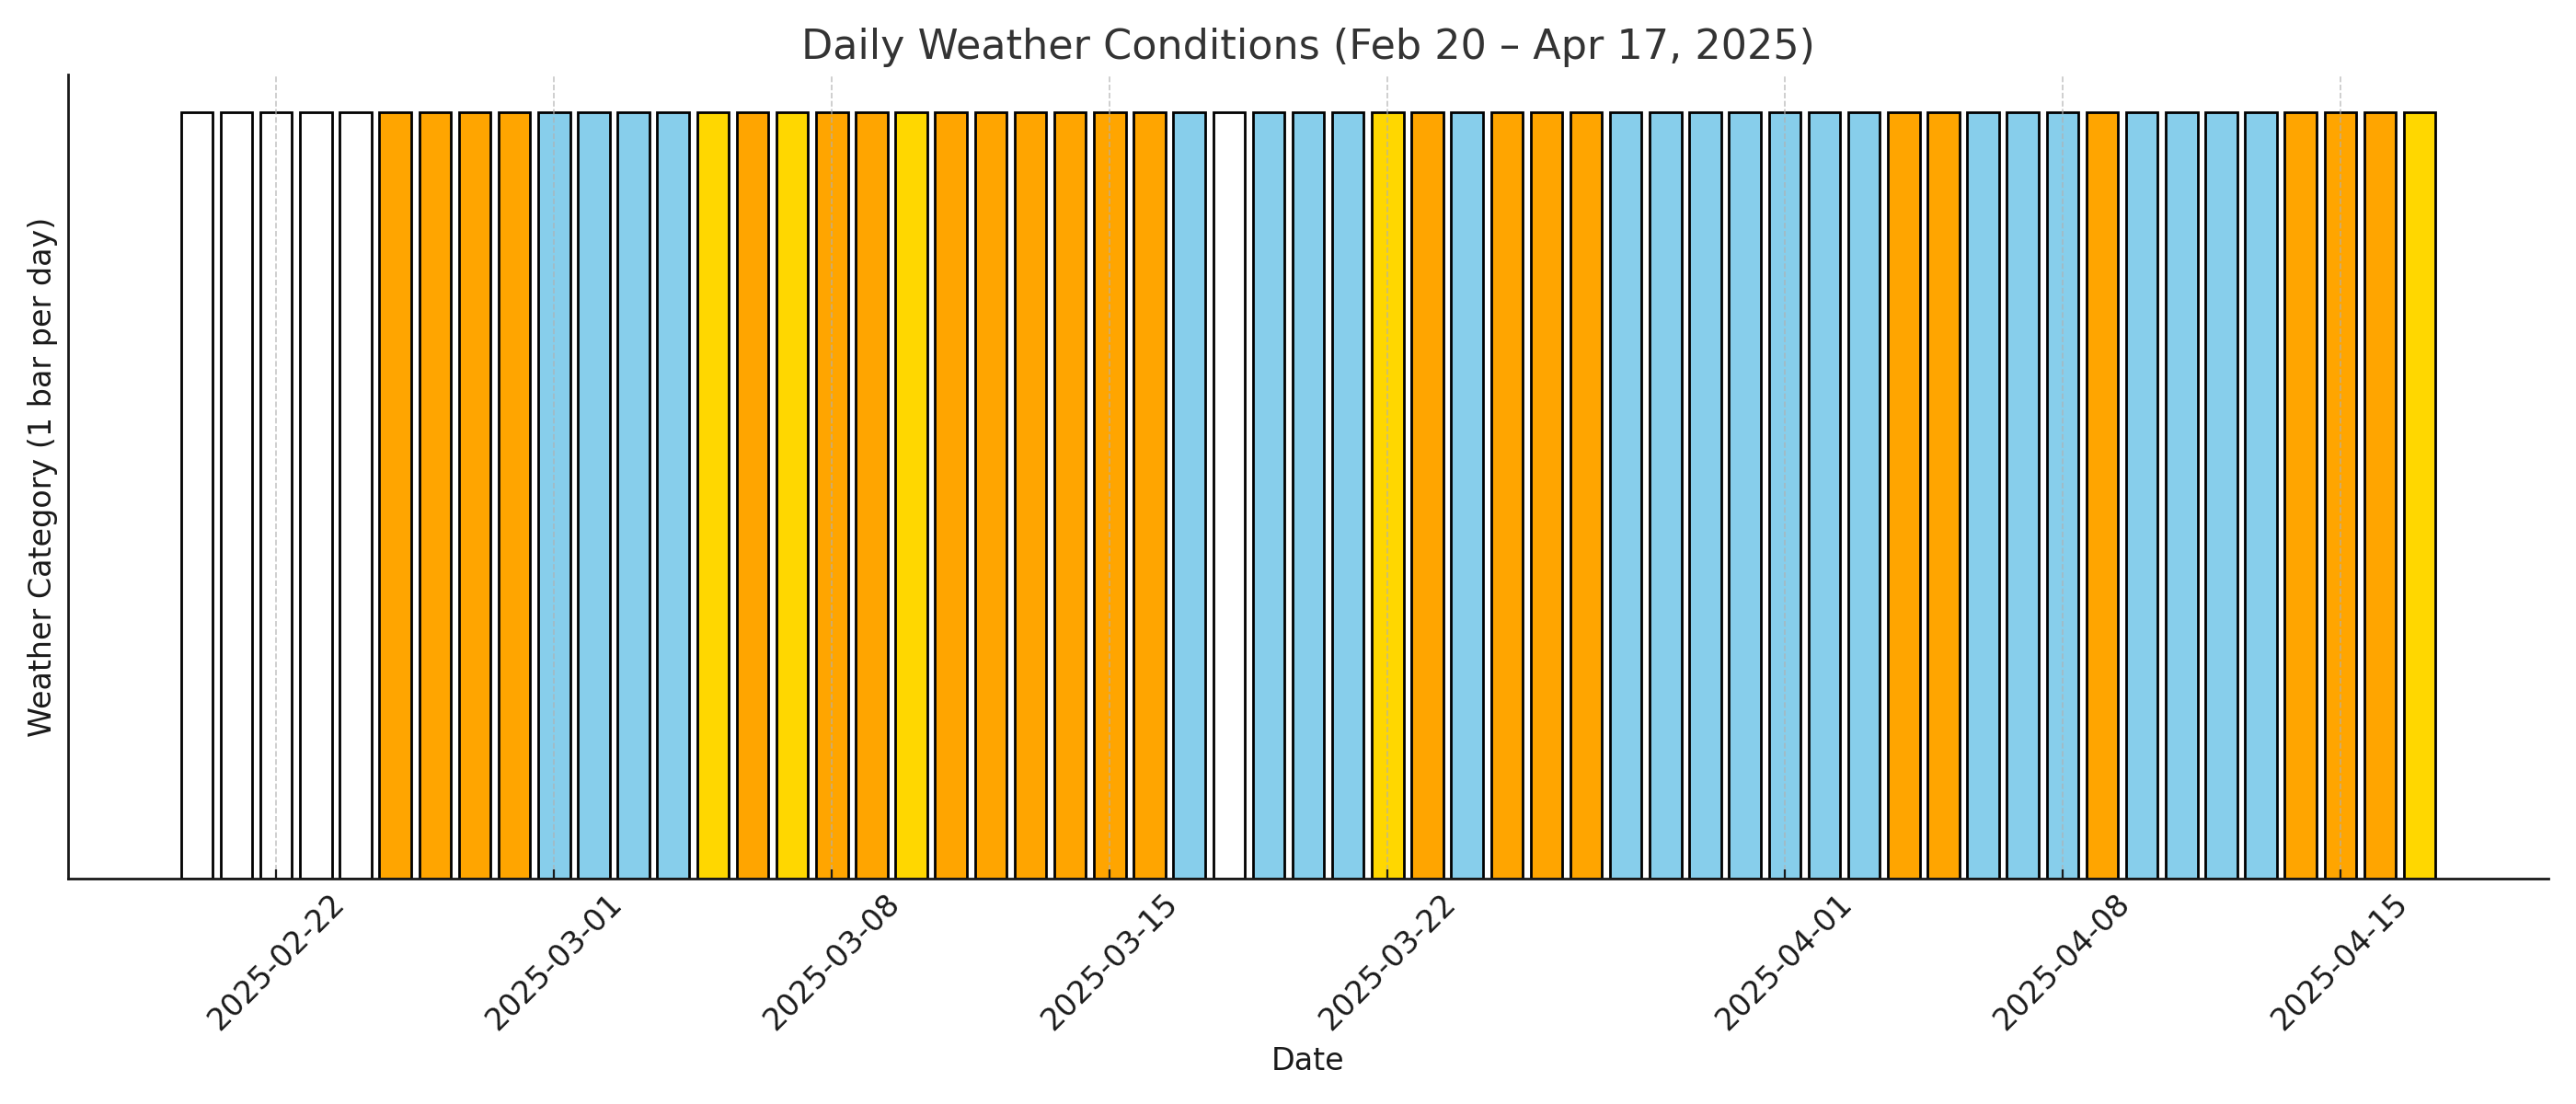 Daily Weather Conditions (Feb 20 – Apr 17, 2025)
Weather Category (1 bar per day)
2025-02-22
2025-03-01
2025-03-08
2025-03-15
2025-03-22
2025-04-01
2025-04-08
2025-04-15
Date